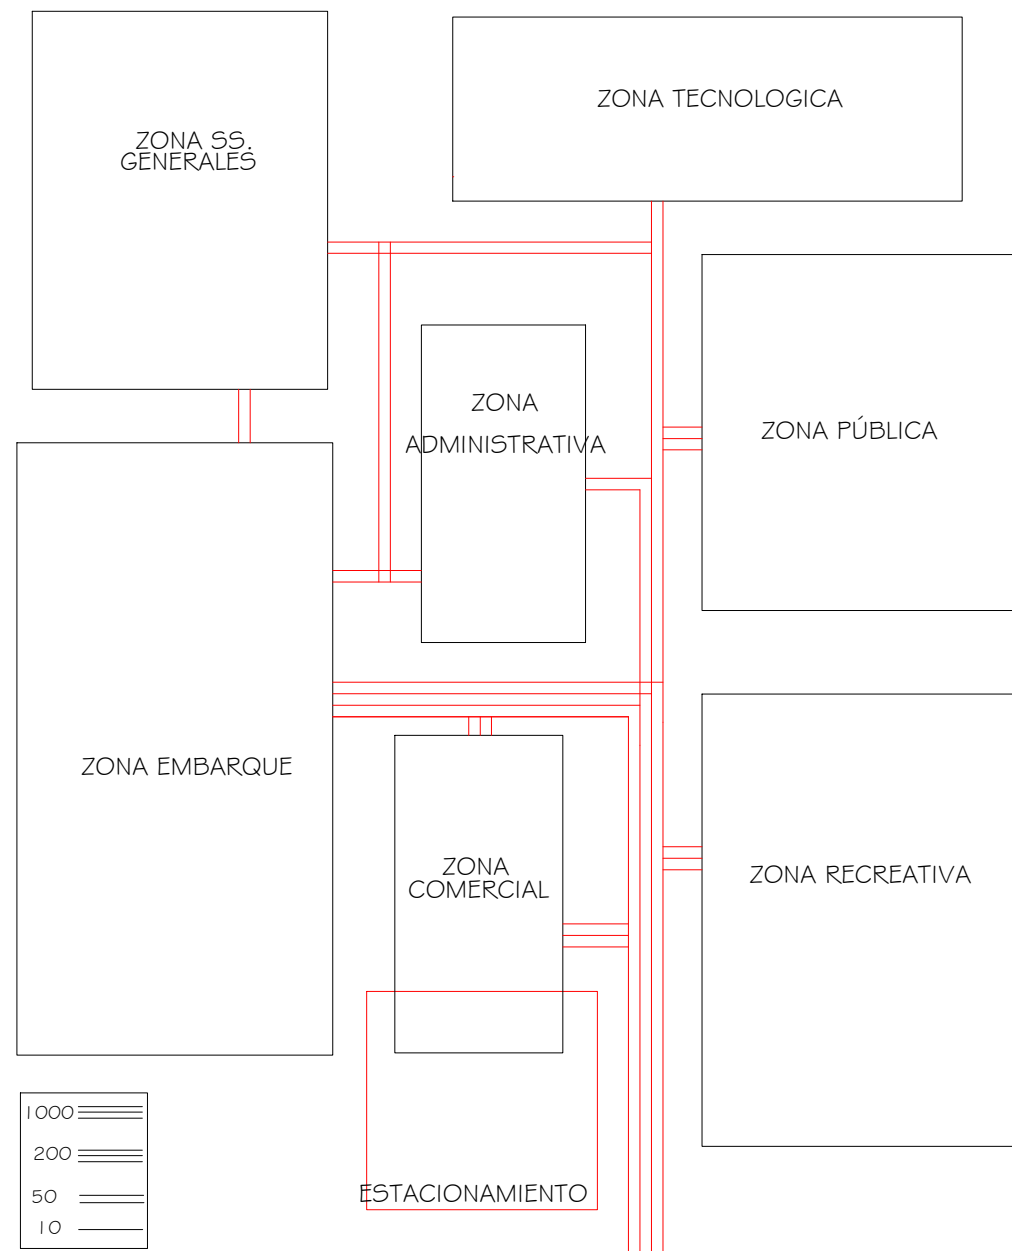 ZONA TECNOLOGICA
ZONA SS.
GENERALES
ZONA
ADMINISTRATIVA
ZONA PÚBLICA
ZONA EMBARQUE
ZONA
COMERCIAL
ZONA RECREATIVA
ESTACIONAMIENTO
1000
200
50
10